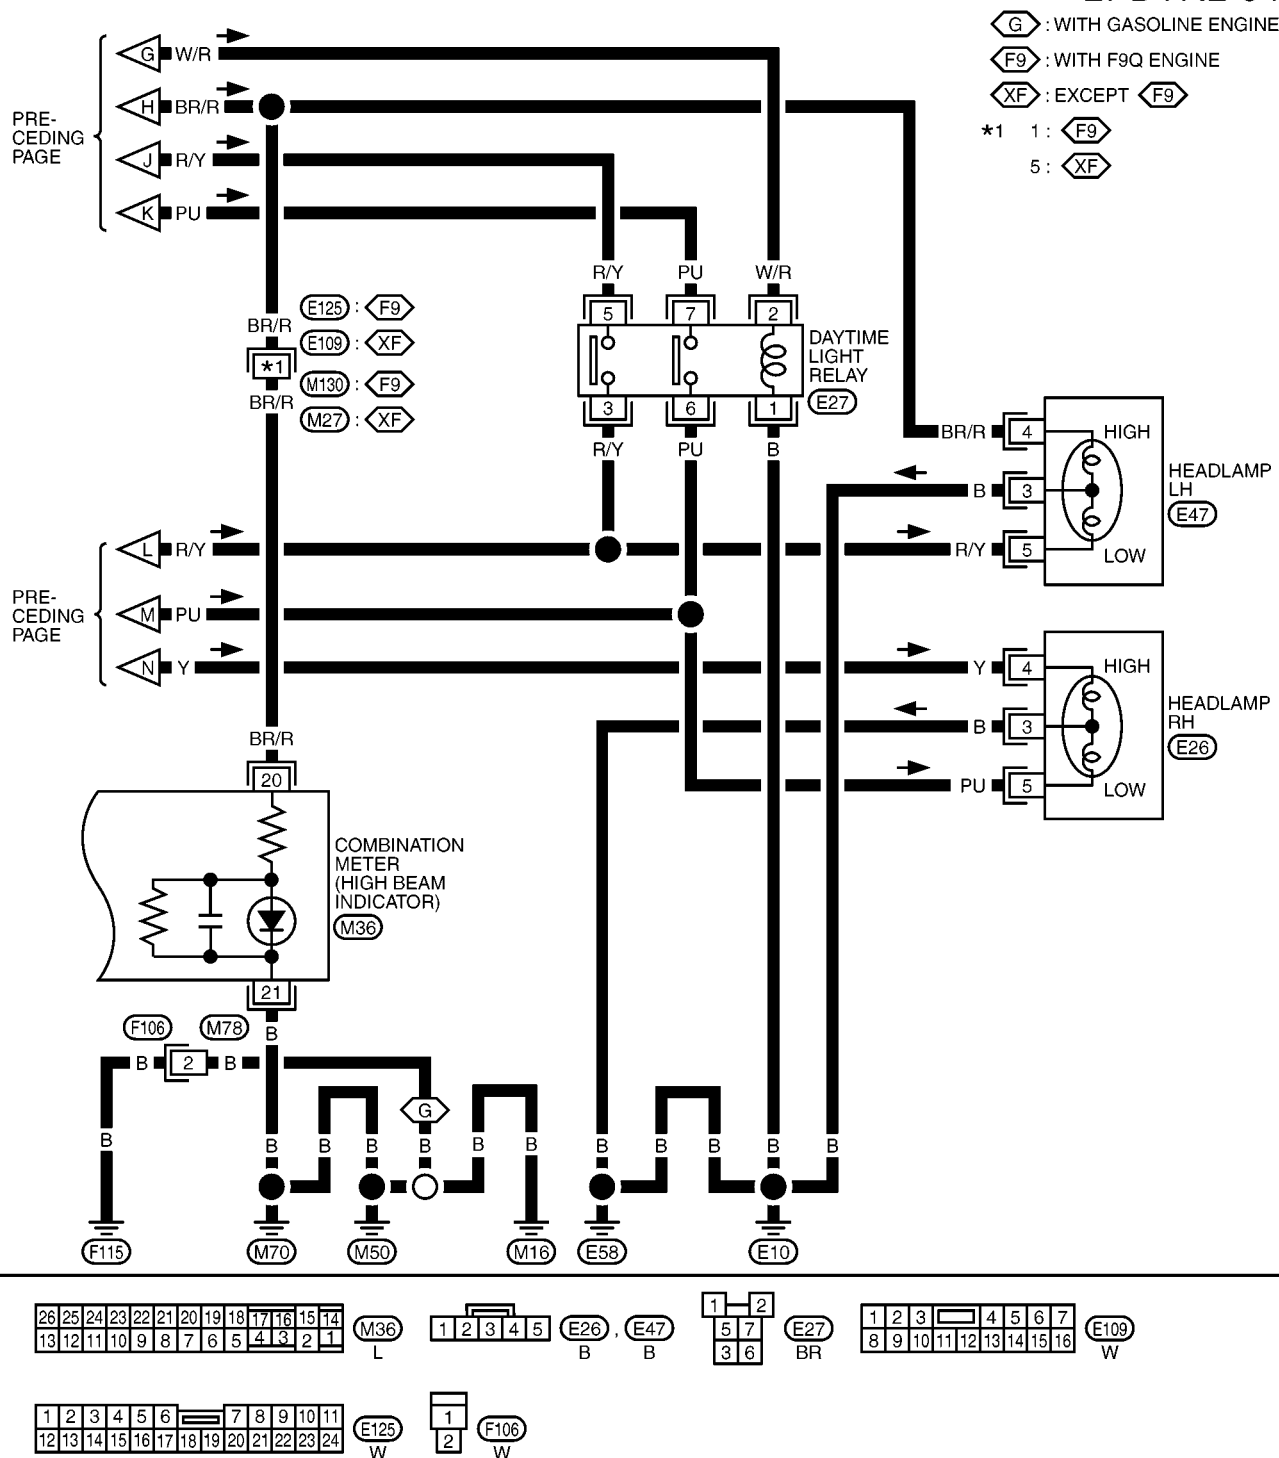 G : WITH GASOLINE ENGINE
F9 : WITH F9Q ENGINE
XF : EXCEPT F9
*1 1 : F9
5 : XF
PRE-
CEDING
PAGE
G W/R
H BR/R
J R/Y
K PU
R/Y PU W/R
5 7 2
DAYTIME
LIGHT
RELAY
E27
3 6 1
R/Y PU B
BR/R
*1
BR/R
E125 : F9
E109 : XF
M130 : F9
M27 : XF
BR/R 4 HIGH
B 3
R/Y 5 LOW
HEADLAMP
LH
E47
PRE-
CEDING
PAGE
L R/Y
M PU
N Y
Y 4 HIGH
B 3
PU 5 LOW
HEADLAMP
RH
E26
BR/R
20
COMBINATION
METER
(HIGH BEAM
INDICATOR)
M36
21
B
F106 M78
B 2 B
G
B B B B B B B B B B B
F115 M70 M50 M16 E58 E10
26 25 24 23 22 21 20 19 18 17 16 15 14
13 12 11 10 9 8 7 6 5 4 3 2 1
M36
L
1 2 3 4 5
E26 , E47
B B
1 2
5 7
3 6
E27
BR
1 2 3 4 5 6 7
8 9 10 11 12 13 14 15 16
E109
W
1 2 3 4 5 6 7 8 9 10 11
12 13 14 15 16 17 18 19 20 21 22 23 24
E125
W
1
2
F106
W